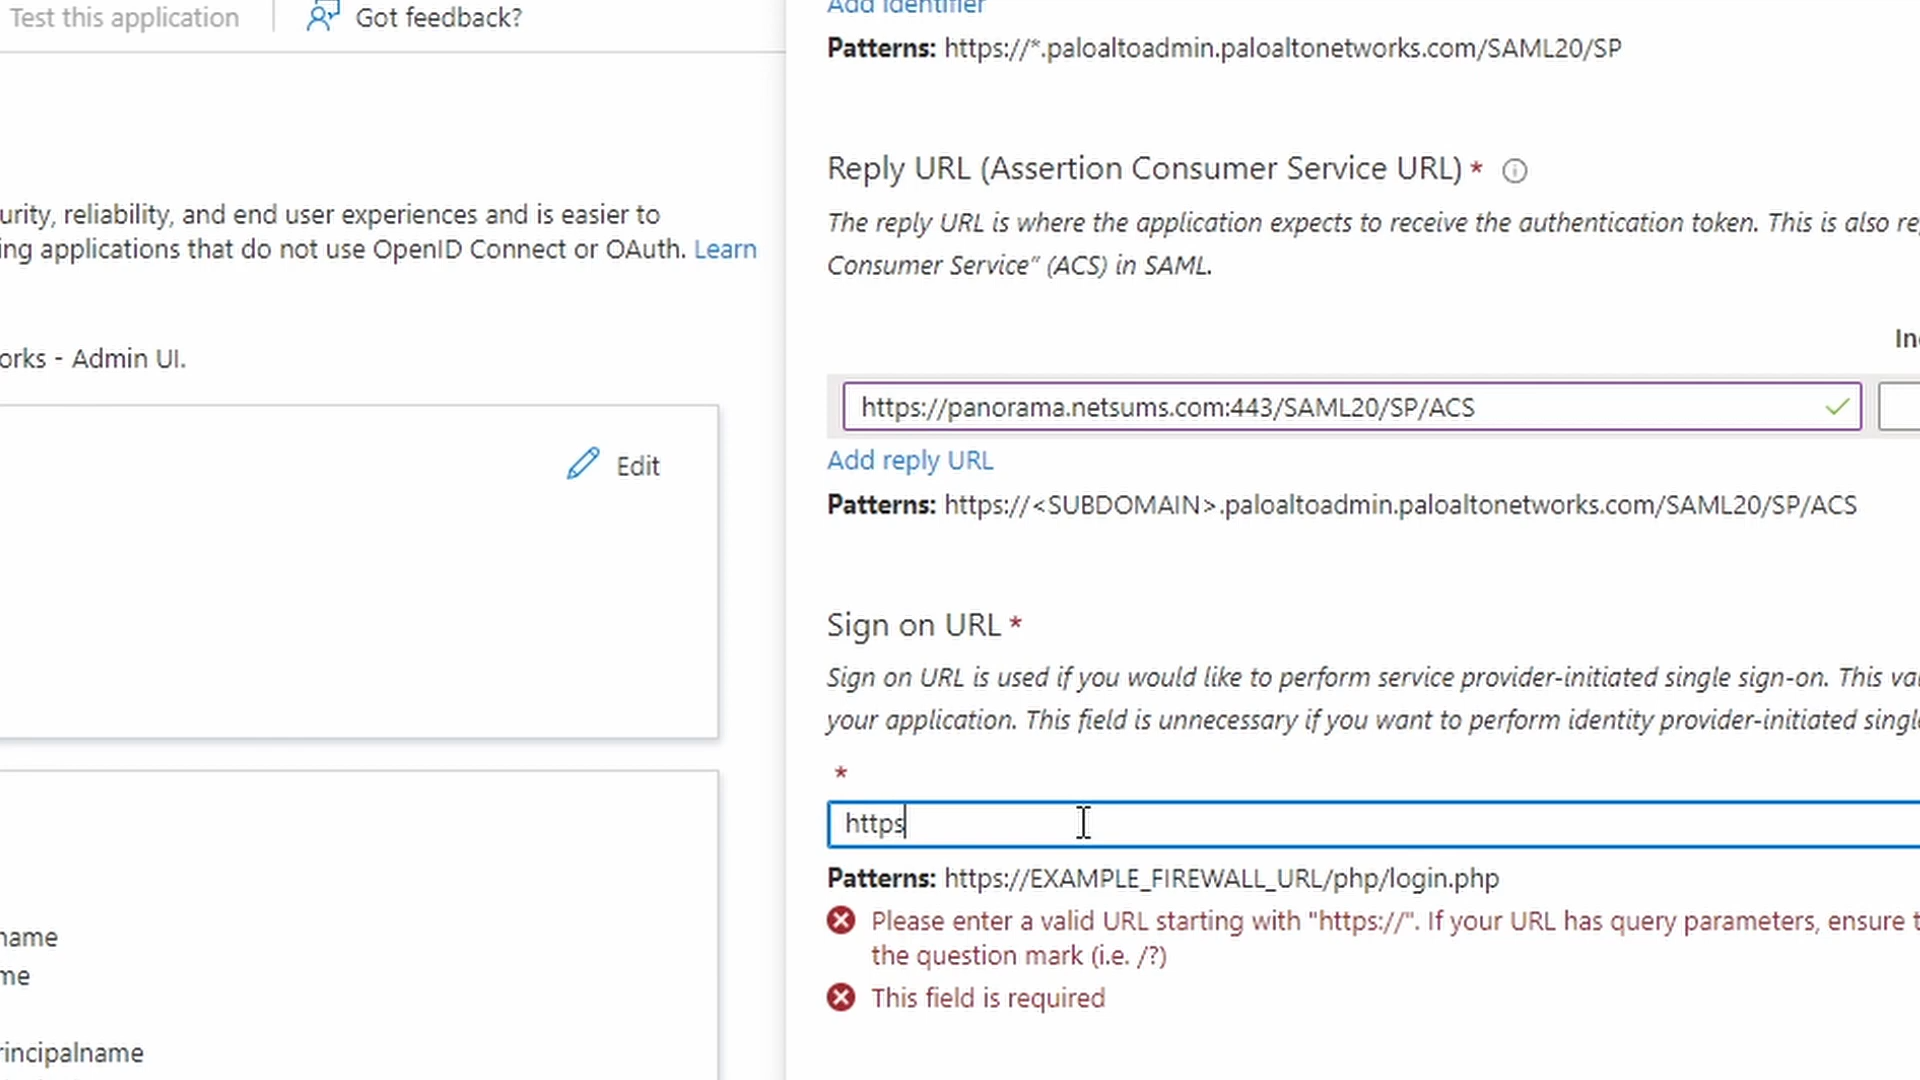 Test this application
Got feedback?
urity, reliability, and end user experiences and is easier to
ing applications that do not use OpenID Connect or OAuth. Learn
orks - Admin UI.
Edit
name
me
rincipalname
Add identifier
Patterns: https://*.paloaltoadmin.paloaltonetworks.com/SAML20/SP
Reply URL (Assertion Consumer Service URL) *
The reply URL is where the application expects to receive the authentication token. This is also re
Consumer Service" (ACS) in SAML.
In
https://panorama.netsums.com:443/SAML20/SP/ACS
Add reply URL
Patterns: https://<SUBDOMAIN>.paloaltoadmin.paloaltonetworks.com/SAML20/SP/ACS
Sign on URL *
Sign on URL is used if you would like to perform service provider-initiated single sign-on. This va
your application. This field is unnecessary if you want to perform identity provider-initiated singl
*
https
Patterns: https://EXAMPLE_FIREWALL_URL/php/login.php
Please enter a valid URL starting with "https://". If your URL has query parameters, ensure t
the question mark (i.e. /?)
This field is required